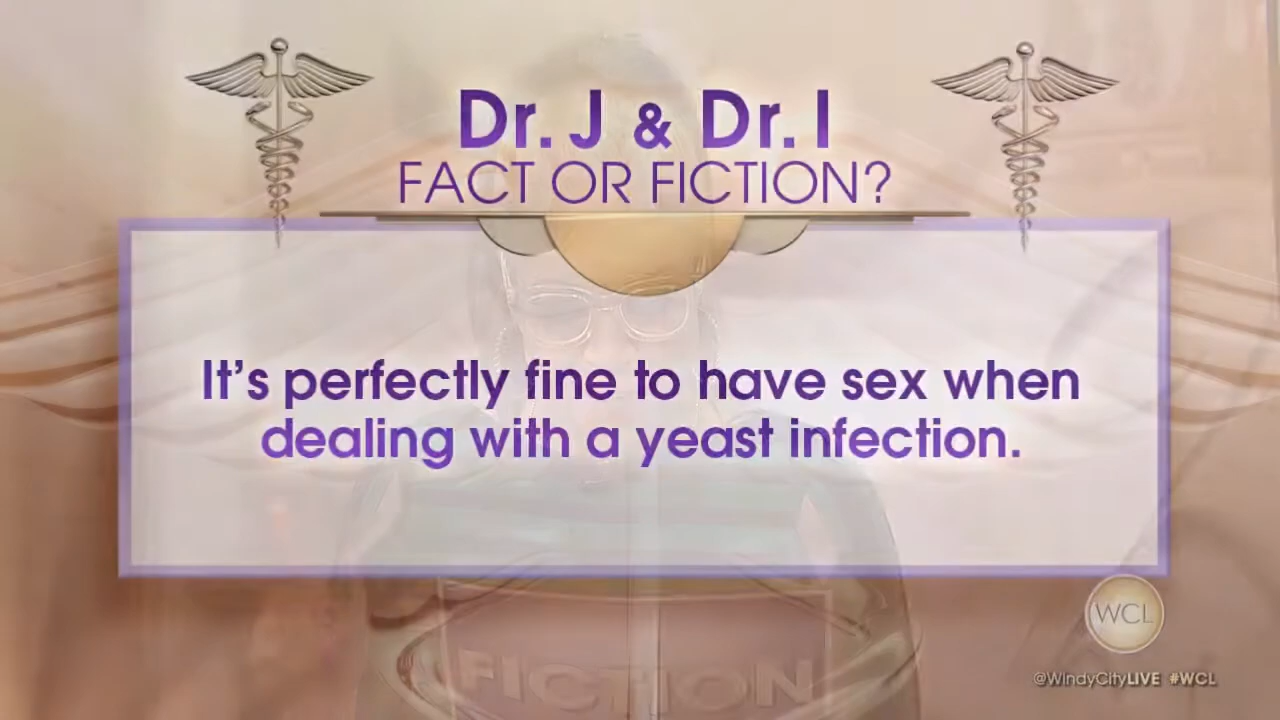 Dr. J & Dr. I
FACT OR FICTION?
It's perfectly fine to have sex when
dealing with a yeast infection.
FICTION
WCL
@WindyCityLIVE #WCL